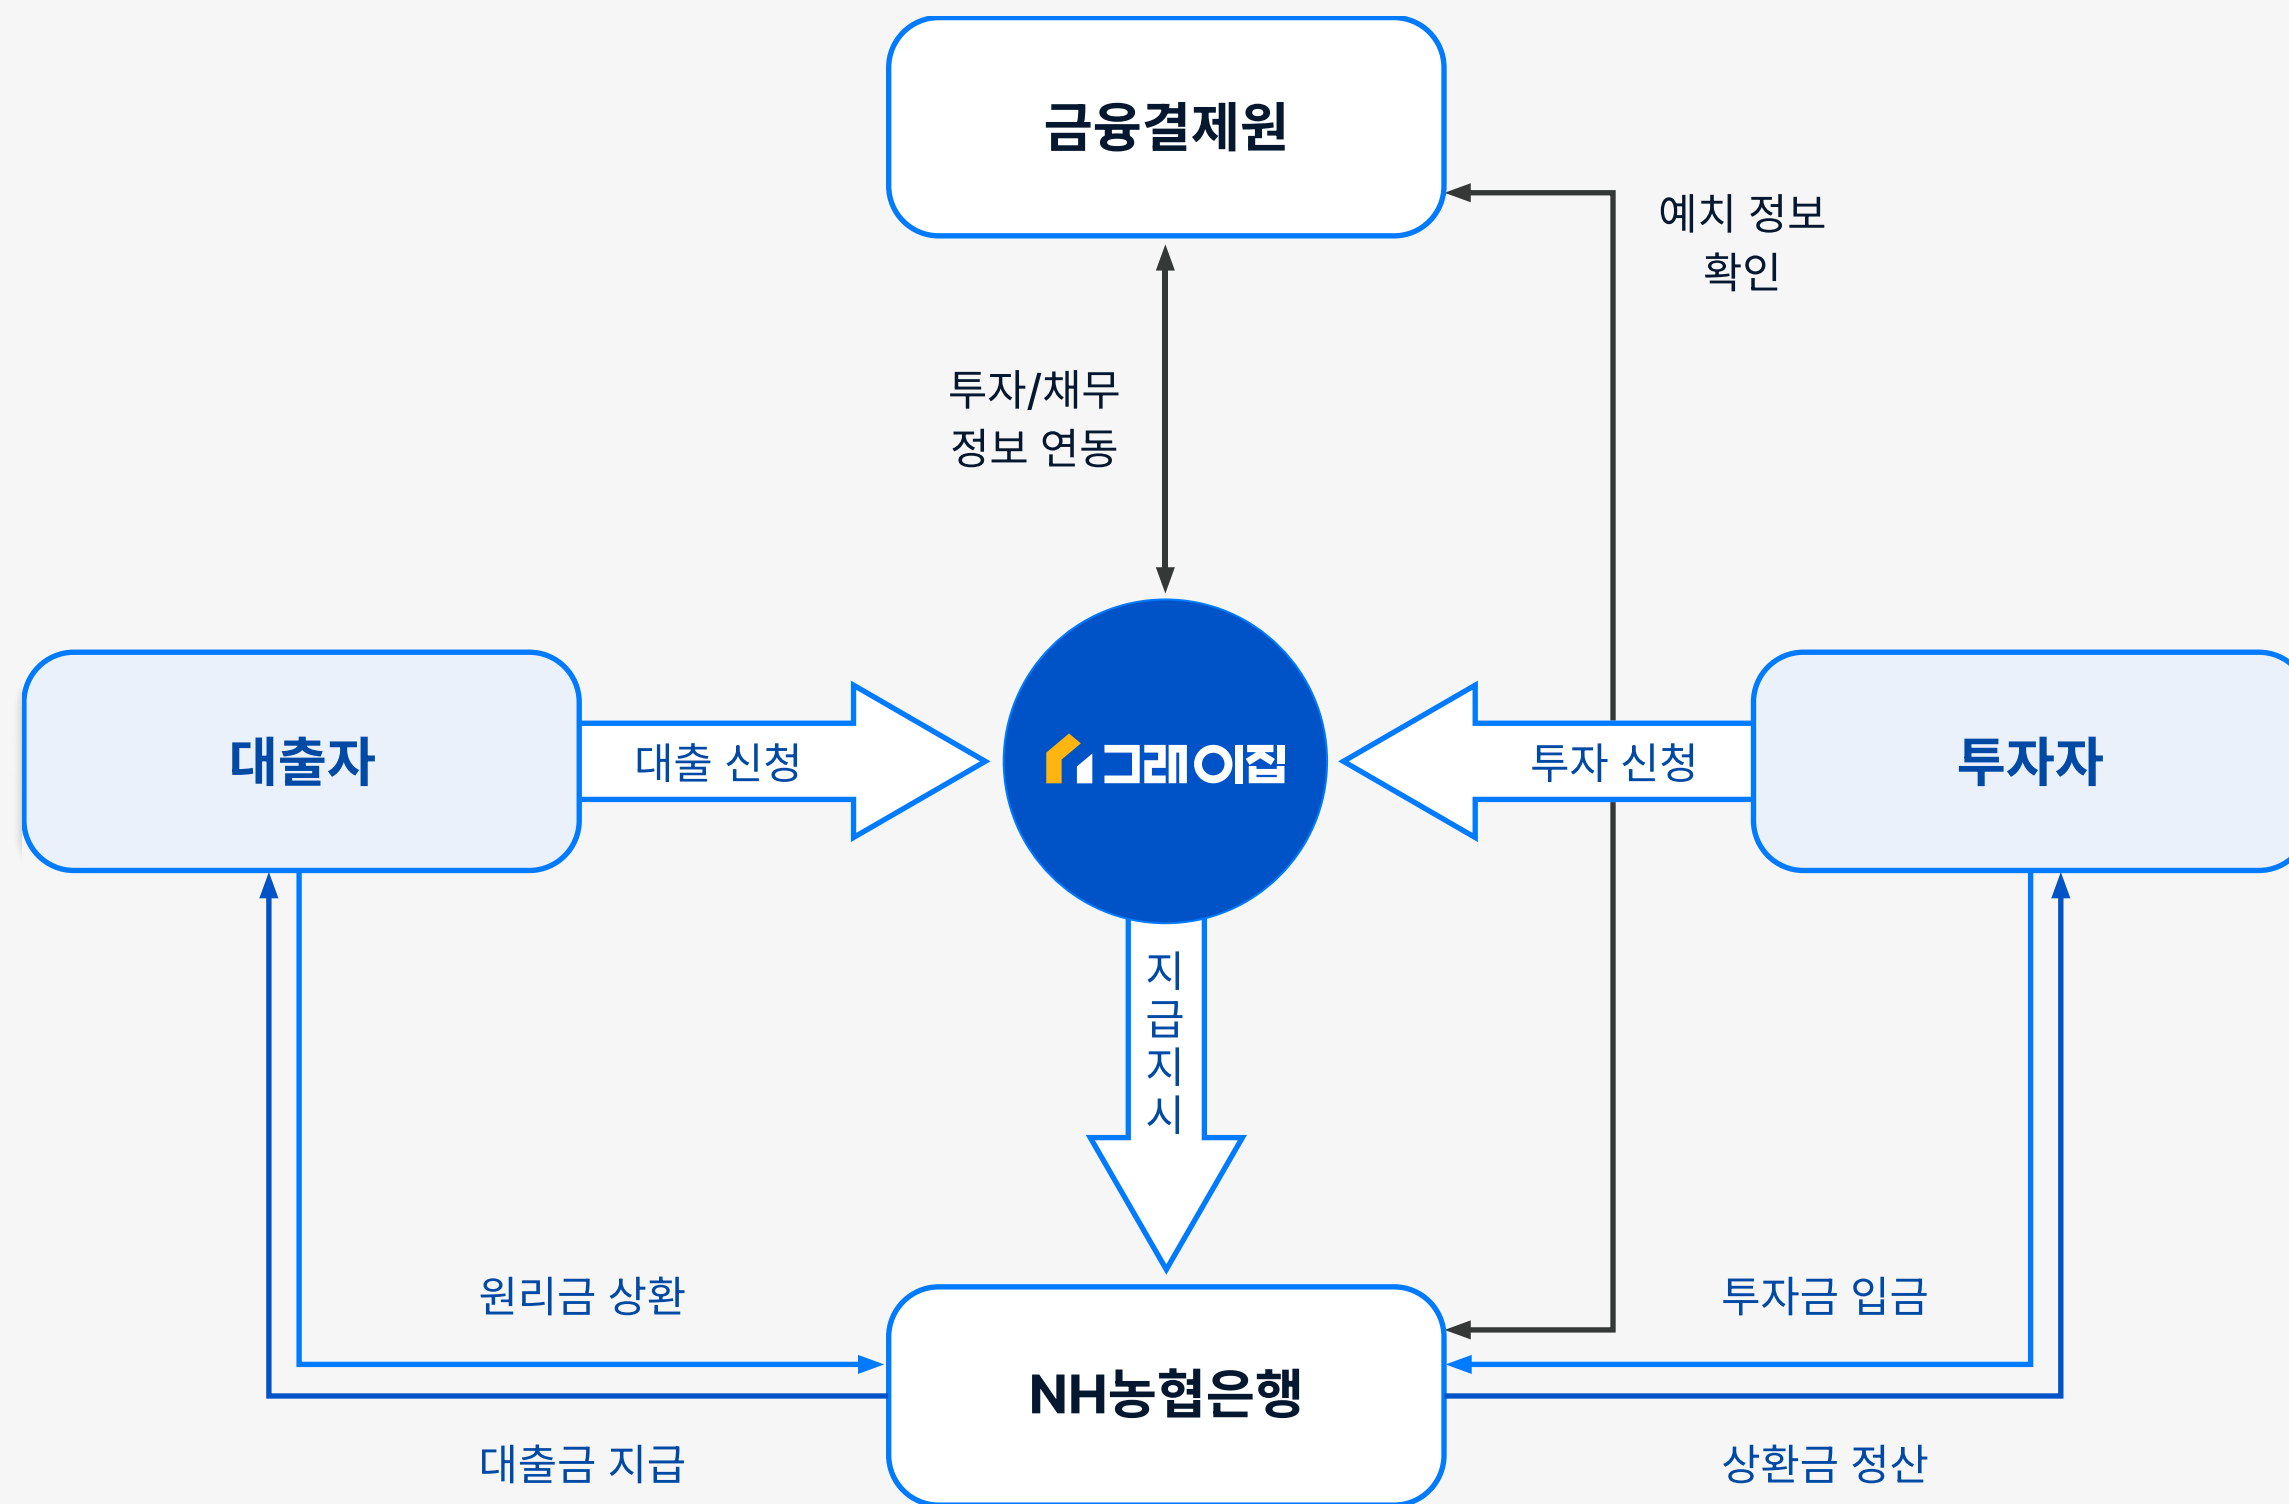 금융결제원
예치 정보
확인
투자/채무
정보 연동
대출자
대출 신청
그레이집
투자 신청
투자자
지
급
지
시
원리금 상환
투자금 입금
NH농협은행
대출금 지급
상환금 정산